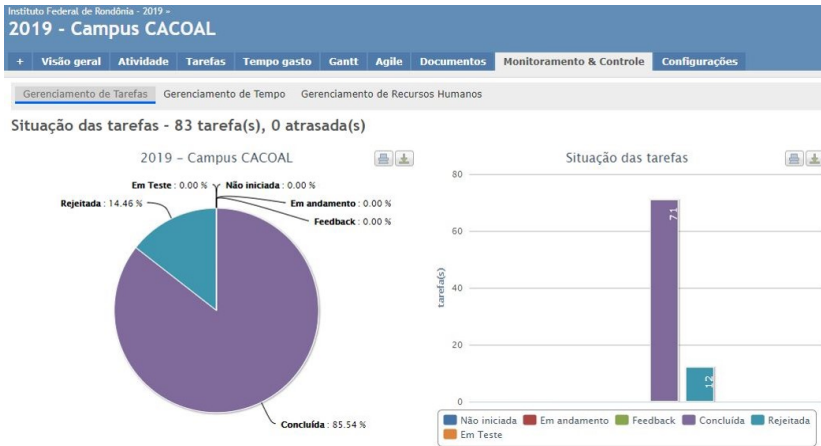 Instituto Federal de Rondônia - 2019 -
2019 - Campus CACOAL
+ Visão geral Atividade Tarefas Tempo gasto Gantt Agile Documentos Monitoramento & Controle Configurações
Gerenciamento de Tarefas Gerenciamento de Tempo Gerenciamento de Recursos Humanos
Situação das tarefas - 83 tarefa(s), 0 atrasada(s)
2019 - Campus CACOAL
Em Teste : 0.00 % Não iniciada : 0.00 %
Rejeitada : 14.46 % Em andamento : 0.00 %
Feedback : 0.00 %
Concluída : 85.54 %
Situação das tarefas
80
60
40
20
0
tarefa(s)
71
12
Não iniciada Em andamento Feedback Concluída Rejeitada
Em Teste